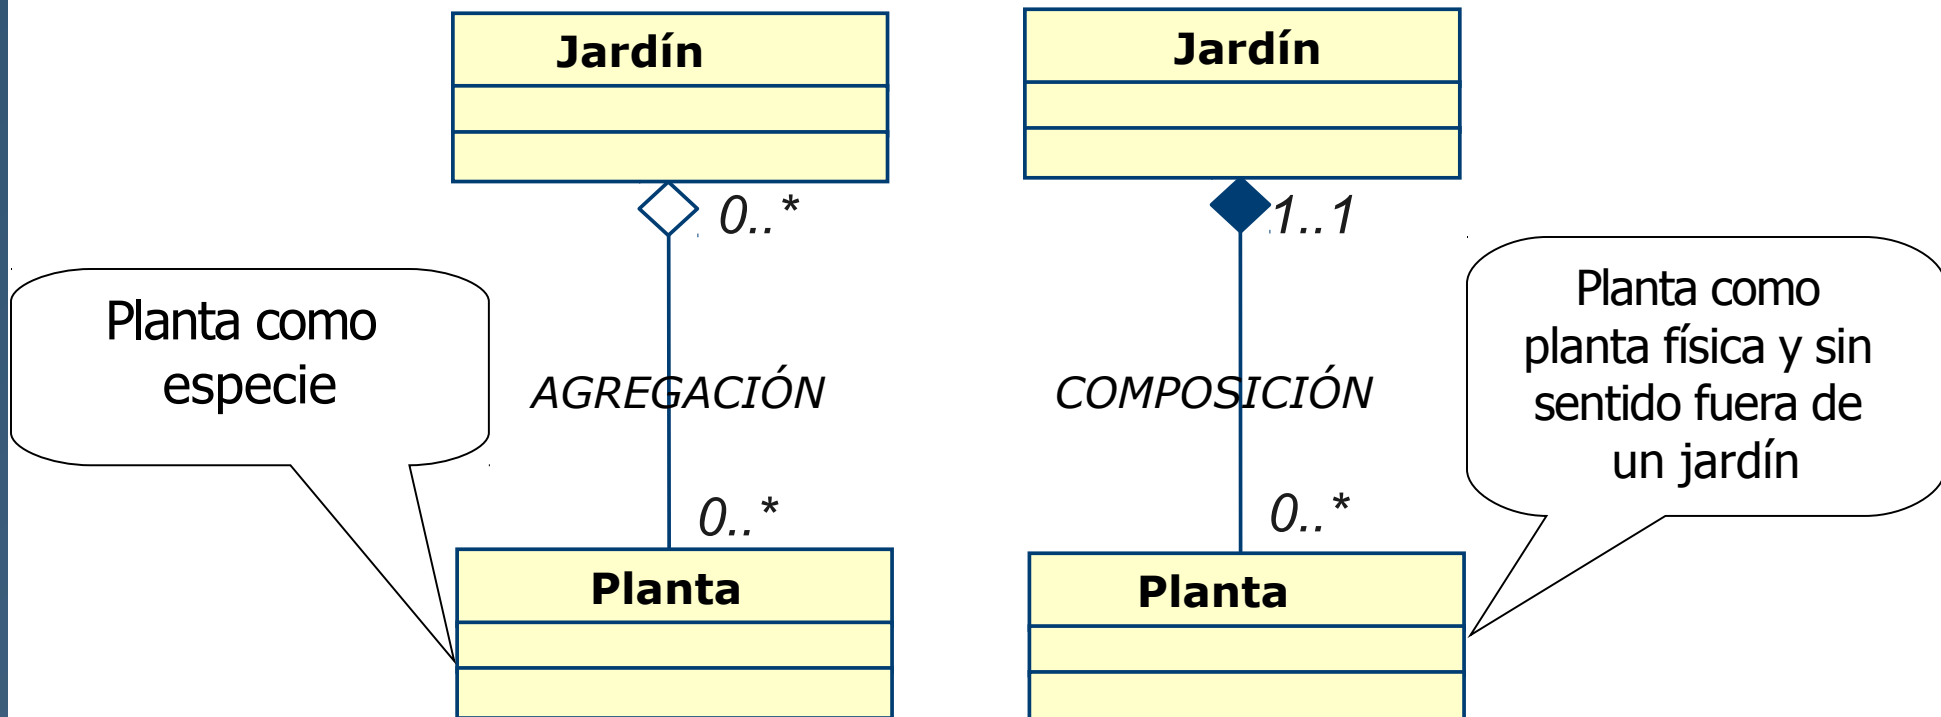 Jardín
0..*
Planta como
especie
AGREGACIÓN
0..*
Planta
Jardín
1..1
Planta como
planta física y sin
sentido fuera de
un jardín
COMPOSICIÓN
0..*
Planta